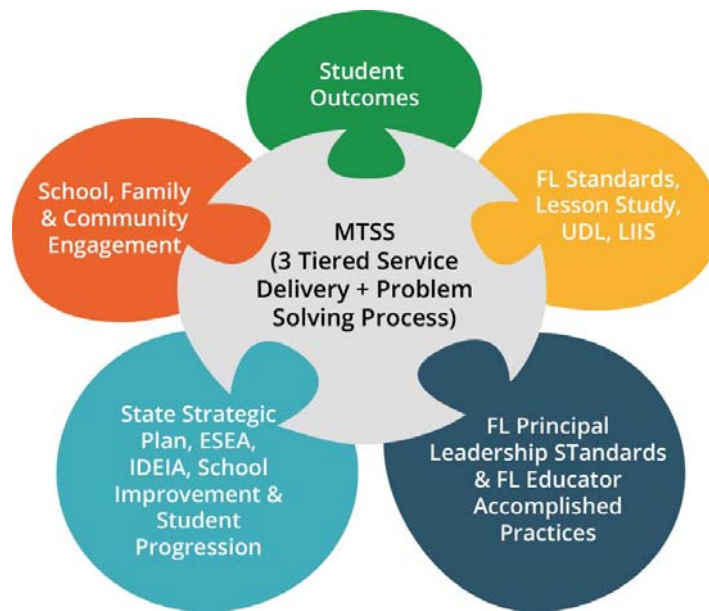 Student
Outcomes
School, Family
& Community
Engagement
FL Standards,
Lesson Study,
UDL, LIIS
MTSS
(3 Tiered Service
Delivery + Problem
Solving Process)
State Strategic
Plan, ESEA,
IDEIA, School
Improvement &
Student
Progression
FL Principal
Leadership STandards
& FL Educator
Accomplished
Practices